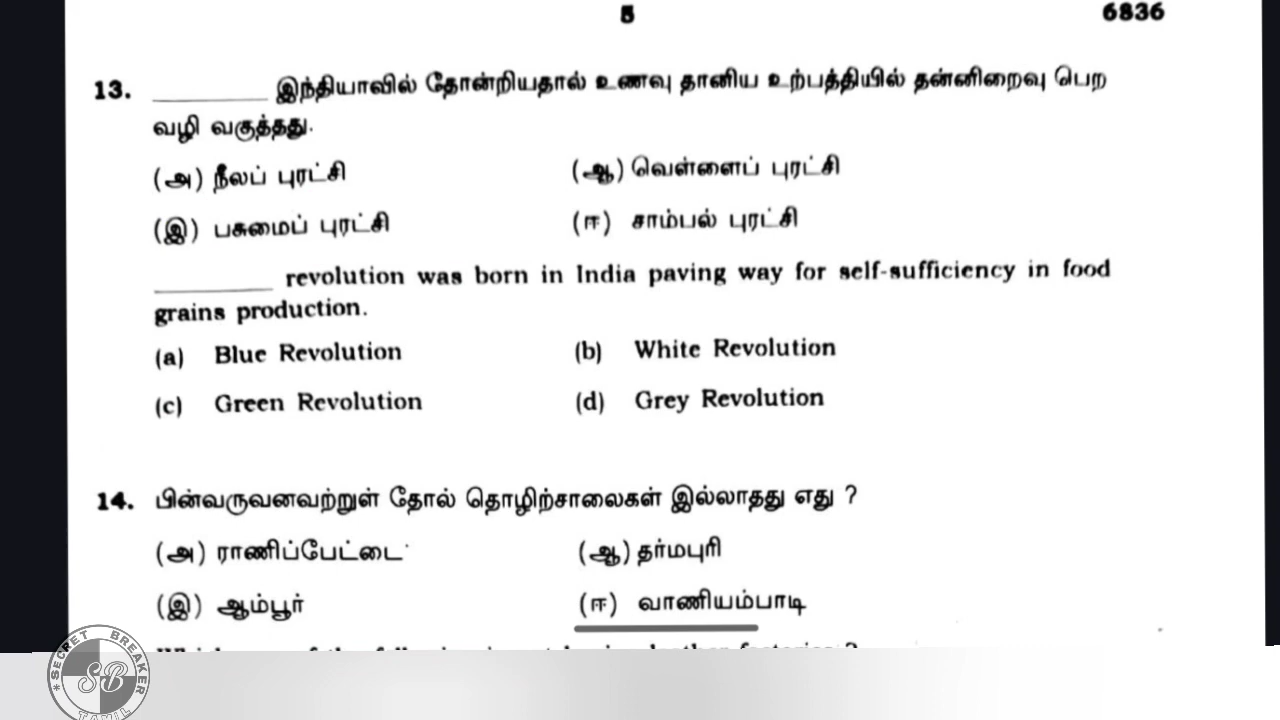 5
6836
13. ________ இந்தியாவில் தோன்றியதால் உணவு தானிய உற்பத்தியில் தன்னிறைவு பெற
வழி வகுத்தது.
(அ) நீலப் புரட்சி (ஆ) வெள்ளைப் புரட்சி
(இ) பசுமைப் புரட்சி (ஈ) சாம்பல் புரட்சி
________ revolution was born in India paving way for self-sufficiency in food
grains production.
(a) Blue Revolution (b) White Revolution
(c) Green Revolution (d) Grey Revolution
14. பின்வருவனவற்றுள் தோல் தொழிற்சாலைகள் இல்லாதது எது ?
(அ) ராணிப்பேட்டை (ஆ) தர்மபுரி
(இ) ஆம்பூர் (ஈ) வாணியம்பாடி
SECRET BREAKER
SB
TAMIL